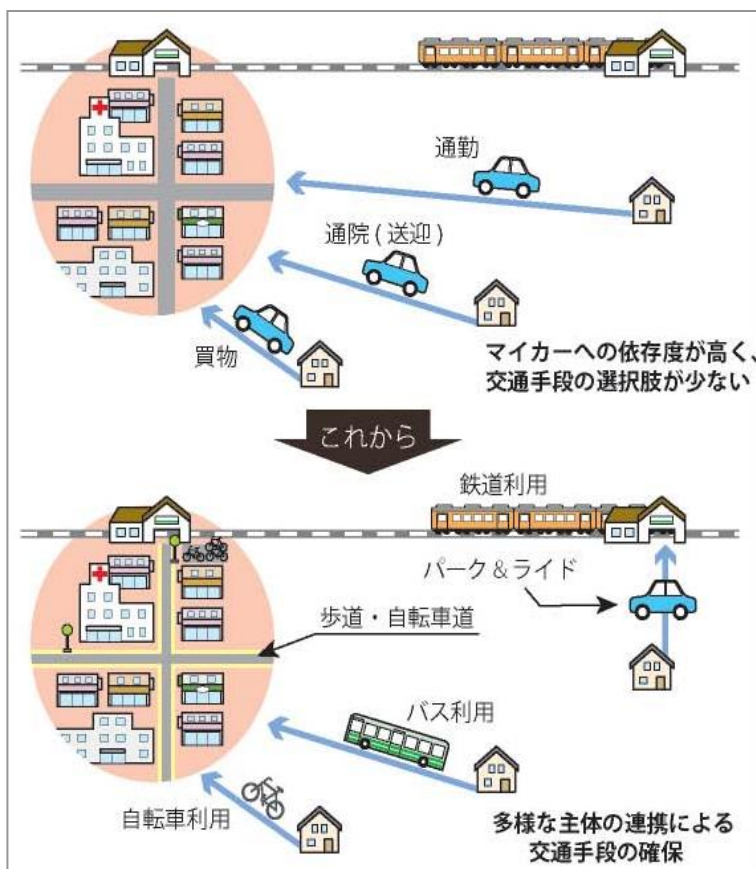 通勤
通院 ( 送迎 )
買物
マイカーへの依存度が高く、
交通手段の選択肢が少ない
これから
鉄道利用
パーク＆ライド
歩道・自転車道
バス利用
自転車利用
多様な主体の連携による
交通手段の確保